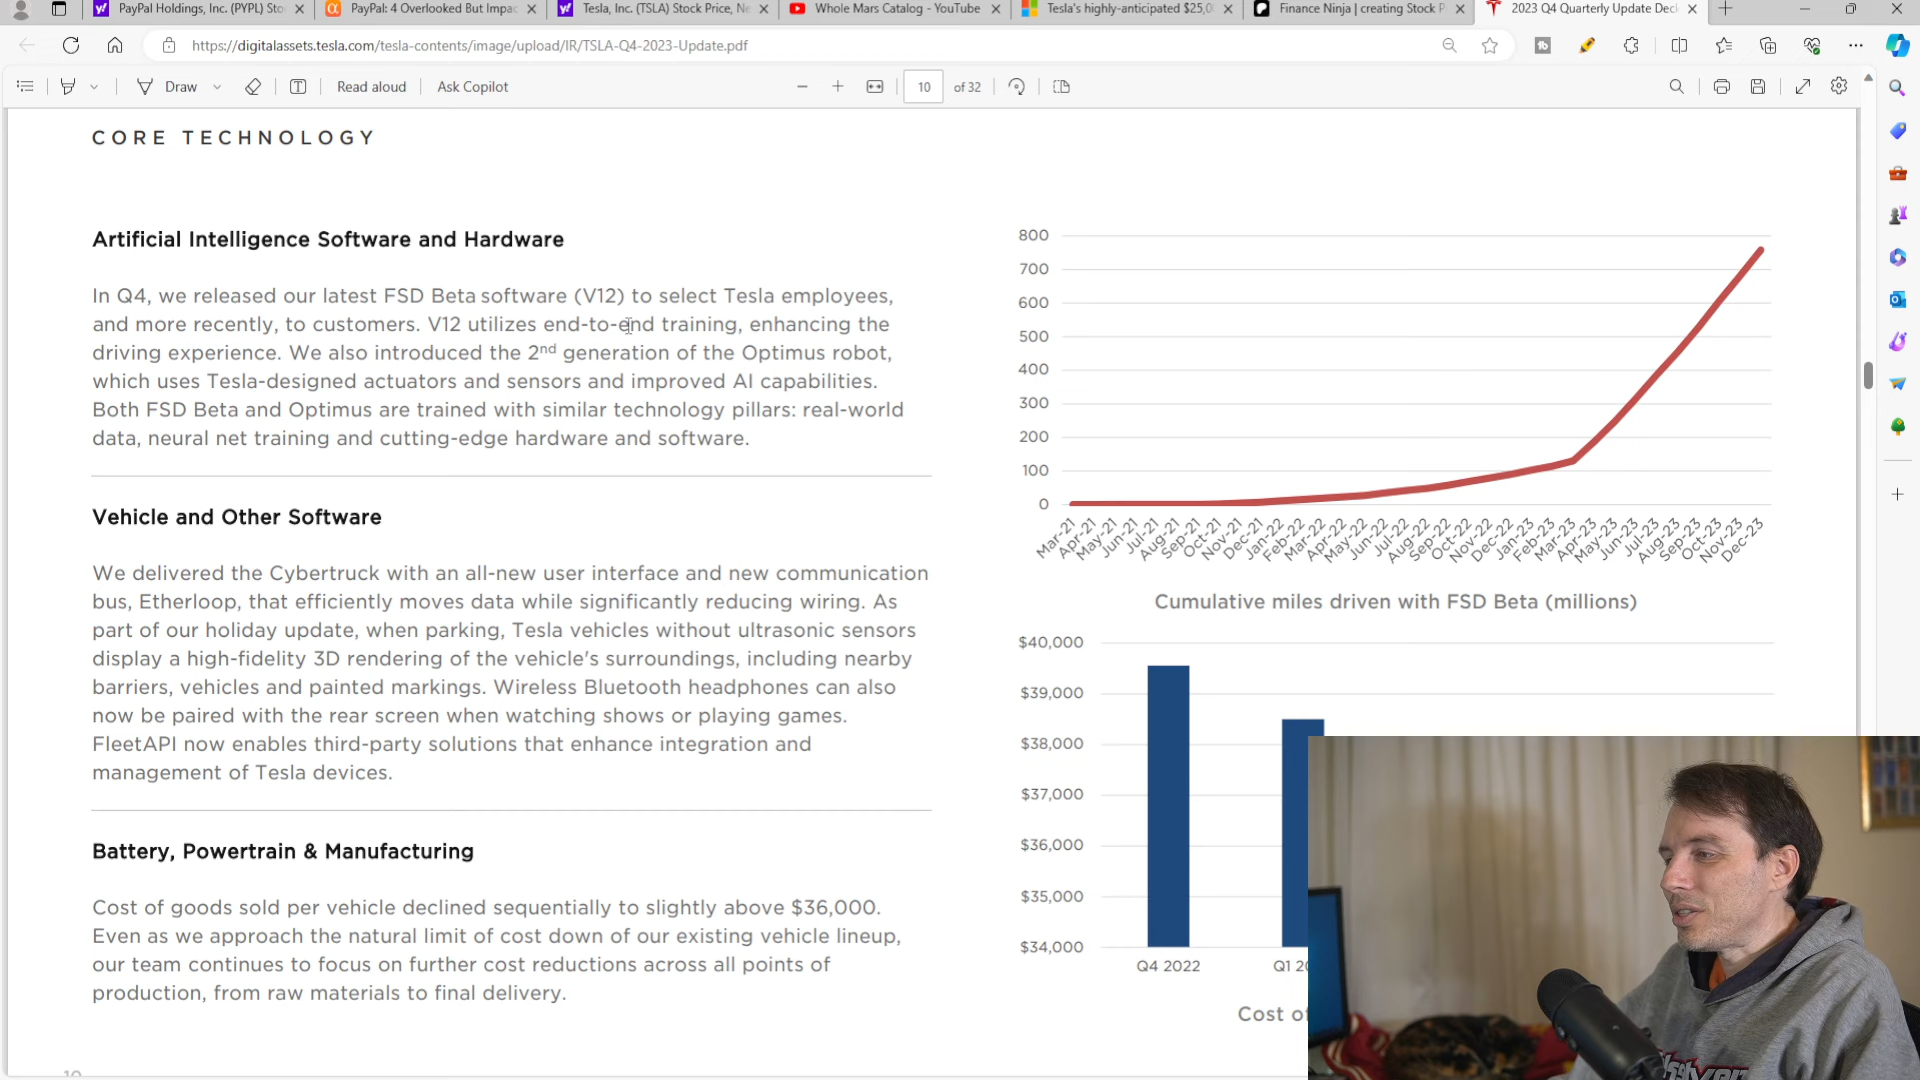 PayPal Holdings, Inc. (PYPL) Sto
PayPal: 4 Overlooked But Impac
Tesla, Inc. (TSLA) Stock Price, Ne
Whole Mars Catalog - YouTube
Tesla's highly-anticipated $25,0
Finance Ninja | creating Stock P
2023 Q4 Quarterly Update Deck
https://digitalassets.tesla.com/tesla-contents/image/upload/IR/TSLA-Q4-2023-Update.pdf
Draw
Read aloud
Ask Copilot
10 of 32
CORE TECHNOLOGY
Artificial Intelligence Software and Hardware
In Q4, we released our latest FSD Beta software (V12) to select Tesla employees,
and more recently, to customers. V12 utilizes end-to-end training, enhancing the
driving experience. We also introduced the 2nd generation of the Optimus robot,
which uses Tesla-designed actuators and sensors and improved AI capabilities.
Both FSD Beta and Optimus are trained with similar technology pillars: real-world
data, neural net training and cutting-edge hardware and software.
Vehicle and Other Software
We delivered the Cybertruck with an all-new user interface and new communication
bus, Etherloop, that efficiently moves data while significantly reducing wiring. As
part of our holiday update, when parking, Tesla vehicles without ultrasonic sensors
display a high-fidelity 3D rendering of the vehicle's surroundings, including nearby
barriers, vehicles and painted markings. Wireless Bluetooth headphones can also
now be paired with the rear screen when watching shows or playing games.
FleetAPI now enables third-party solutions that enhance integration and
management of Tesla devices.
Battery, Powertrain & Manufacturing
Cost of goods sold per vehicle declined sequentially to slightly above $36,000.
Even as we approach the natural limit of cost down of our existing vehicle lineup,
our team continues to focus on further cost reductions across all points of
production, from raw materials to final delivery.
800
700
600
500
400
300
200
100
0
Mar-21
Apr-21
May-21
Jun-21
Jul-21
Aug-21
Sep-21
Oct-21
Nov-21
Dec-21
Jan-22
Feb-22
Mar-22
Apr-22
May-22
Jun-22
Jul-22
Aug-22
Sep-22
Oct-22
Nov-22
Dec-22
Jan-23
Feb-23
Mar-23
Apr-23
May-23
Jun-23
Jul-23
Aug-23
Sep-23
Oct-23
Nov-23
Dec-23
Cumulative miles driven with FSD Beta (millions)
$40,000
$39,000
$38,000
$37,000
$36,000
$35,000
$34,000
Q4 2022
Q1 20
Cost of